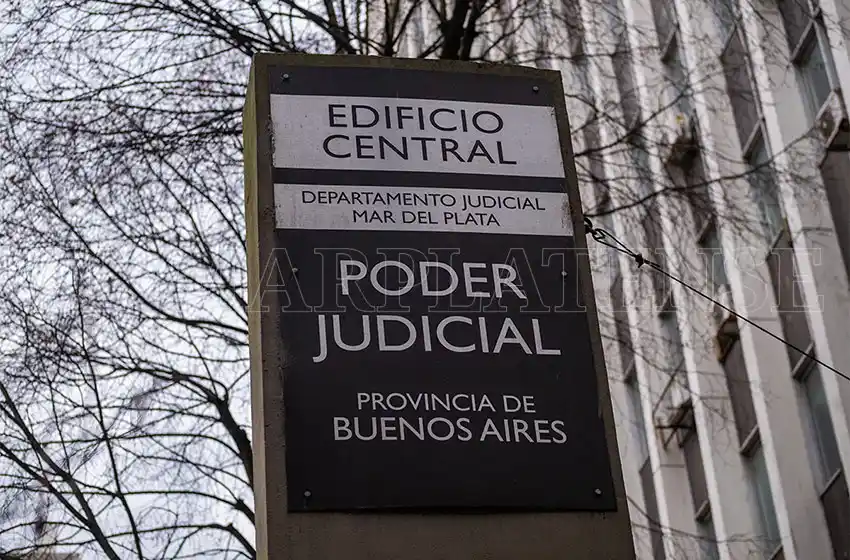 EDIFICIO
CENTRAL
DEPARTAMENTO JUDICIAL
MAR DEL PLATA
PODER
JUDICIAL
PROVINCIA DE
BUENOS AIRES